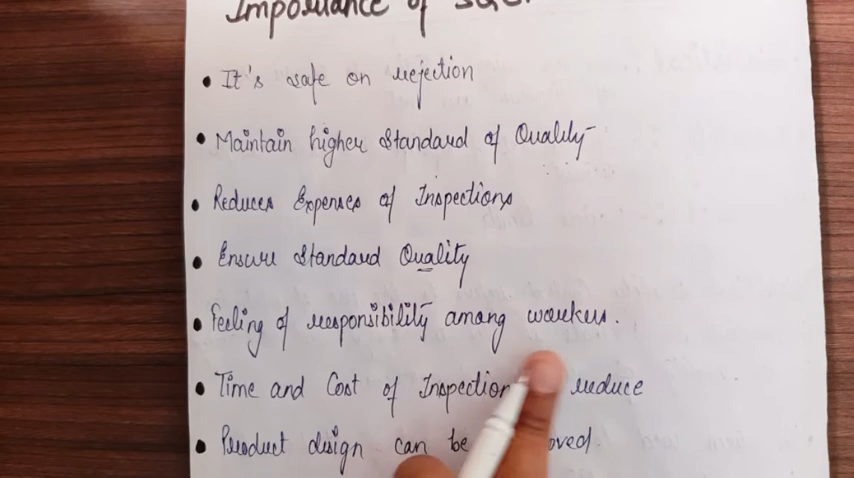 Importance of SQC.
• It's safe on rejection
• Maintain higher Standard of Quality
• Reduces Expenses of Inspections
• Ensure Standard Quality
• Feeling of responsibility among workers.
• Time and Cost of Inspection reduce
• Product design can be